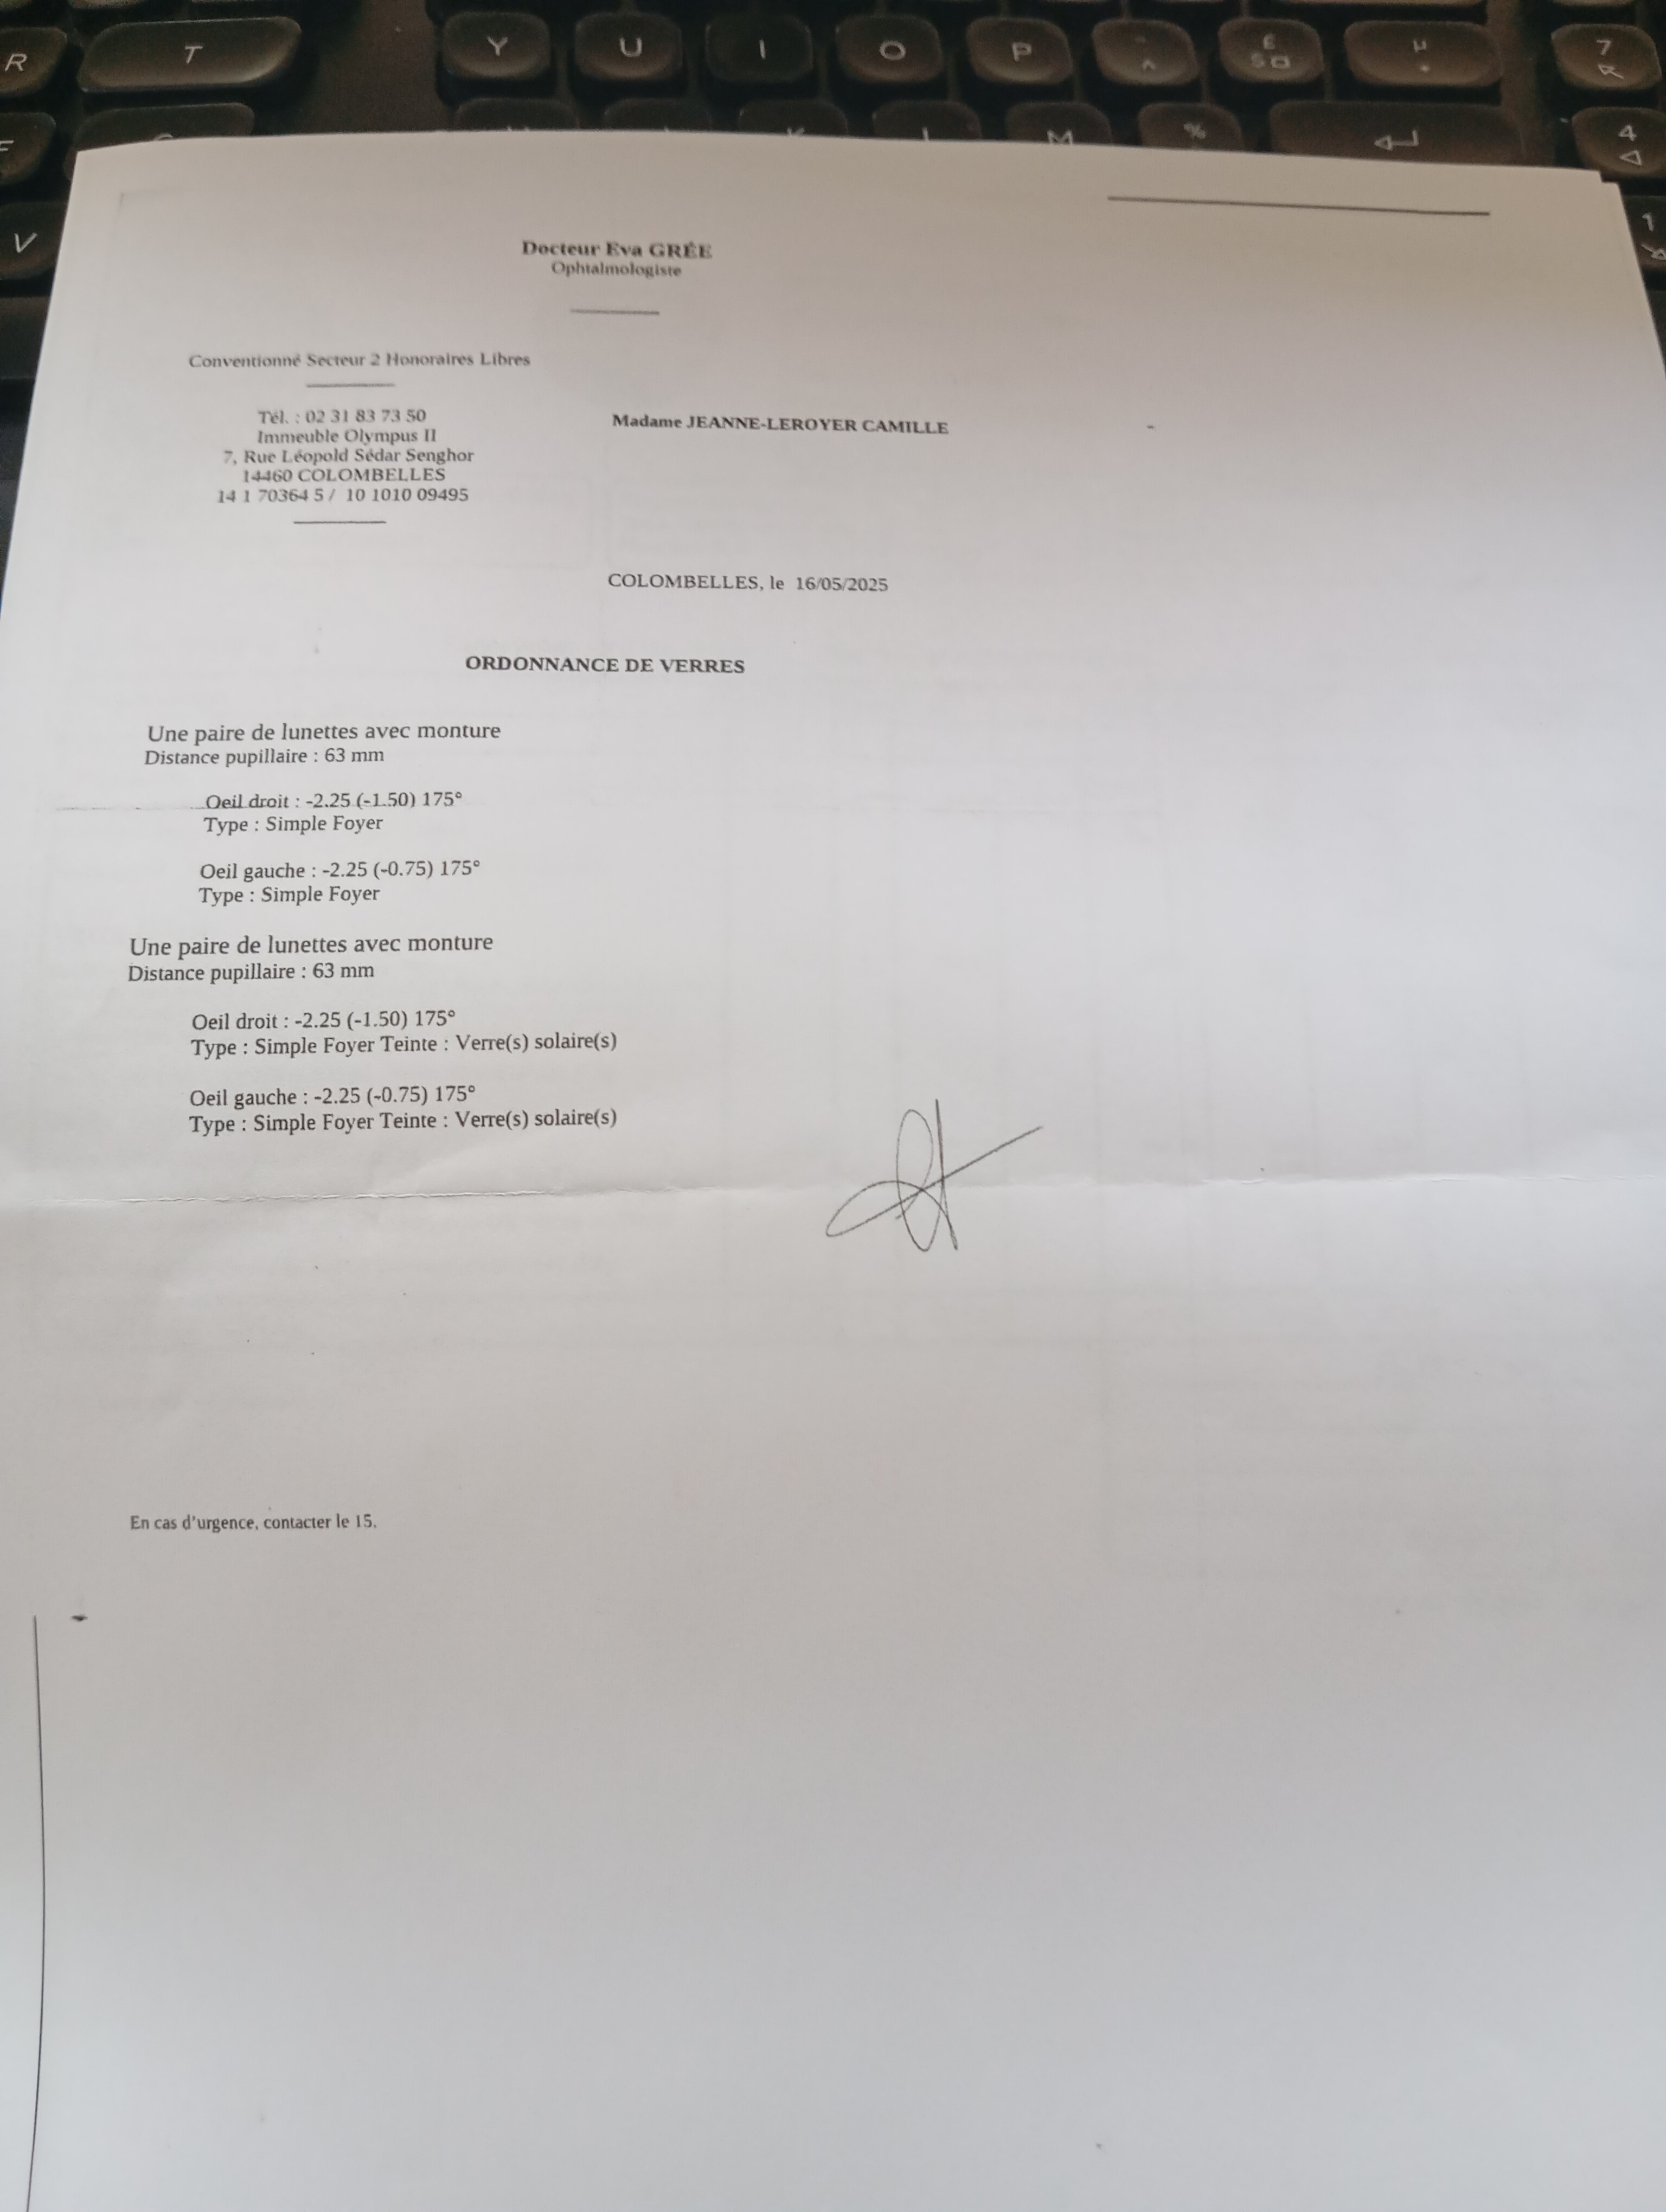 R T Y U I O P ^ £ $ ¤ µ * 7
F K L M % 4
V 1
Docteur Eva GRÉE
Ophtalmologiste
Conventionné Secteur 2 Honoraires Libres
Tél. : 02 31 83 73 50
Immeuble Olympus II
7, Rue Léopold Sédar Senghor
14460 COLOMBELLES
14 1 70364 5 / 10 1010 09495
Madame JEANNE-LEROYER CAMILLE
COLOMBELLES, le 16/05/2025
ORDONNANCE DE VERRES
Une paire de lunettes avec monture
Distance pupillaire : 63 mm
Oeil droit : -2.25 (-1.50) 175°
Type : Simple Foyer
Oeil gauche : -2.25 (-0.75) 175°
Type : Simple Foyer
Une paire de lunettes avec monture
Distance pupillaire : 63 mm
Oeil droit : -2.25 (-1.50) 175°
Type : Simple Foyer Teinte : Verre(s) solaire(s)
Oeil gauche : -2.25 (-0.75) 175°
Type : Simple Foyer Teinte : Verre(s) solaire(s)
En cas d'urgence, contacter le 15.